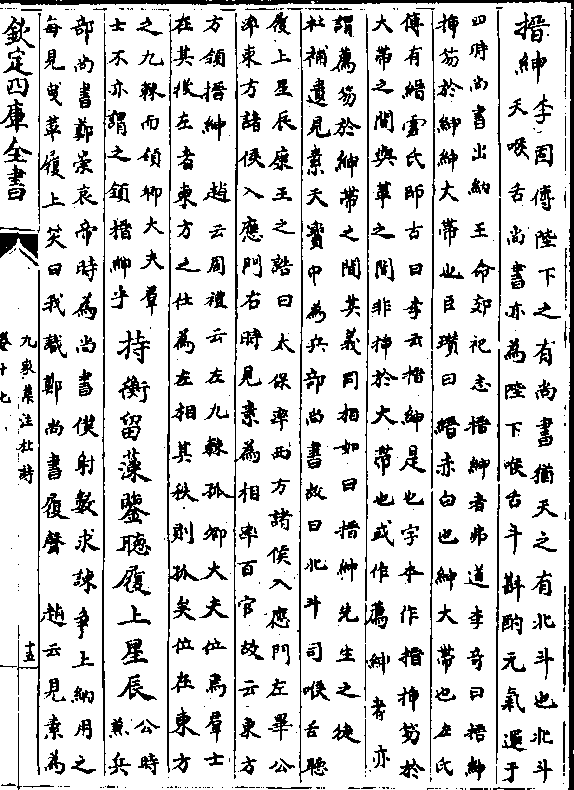 搢紳李固傳陛下之有尚書猶天之有北斗也北斗
天喉舌尚書亦為陛下喉舌斗斟酌元氣運于
四時尚書出納王命郊祀志搢紳者弗道李奇曰搢紳
揷笏於紳紳大帶也臣瓚曰縉赤白也紳大帶也左氏
傳有縉雲氏師古曰李云搢紳是也字本作搢揷笏於
大帶之間與革之間非揷於大帶也或作薦紳者亦
謂薦笏於紳帶之間其義同相如曰搢紳先生之徒
杜補遺見素天寳中為兵部尚書故曰北斗司喉舌聽
履上星辰康王之誥曰太保率西方諸侯入應門左畢公
率東方諸侯入應門右時見素為相率百官故云東方
方領搢紳 趙云周禮云左九棘孤卿大夫位焉羣士
在其後左者東方之仕為左相其秩則孤矣位在東方
之九棘而領卿大夫羣
士不亦謂之領搢紳乎
持衡留藻鑒聽履上星辰公時
兼兵
部尚書鄭崇哀帝時為尚書僕射數求諫爭上納用之
每見曵革履上笑曰我識鄭尚書履聲 趙云見素為
欽定四庫全書
九家集注杜詩
卷十七
十五